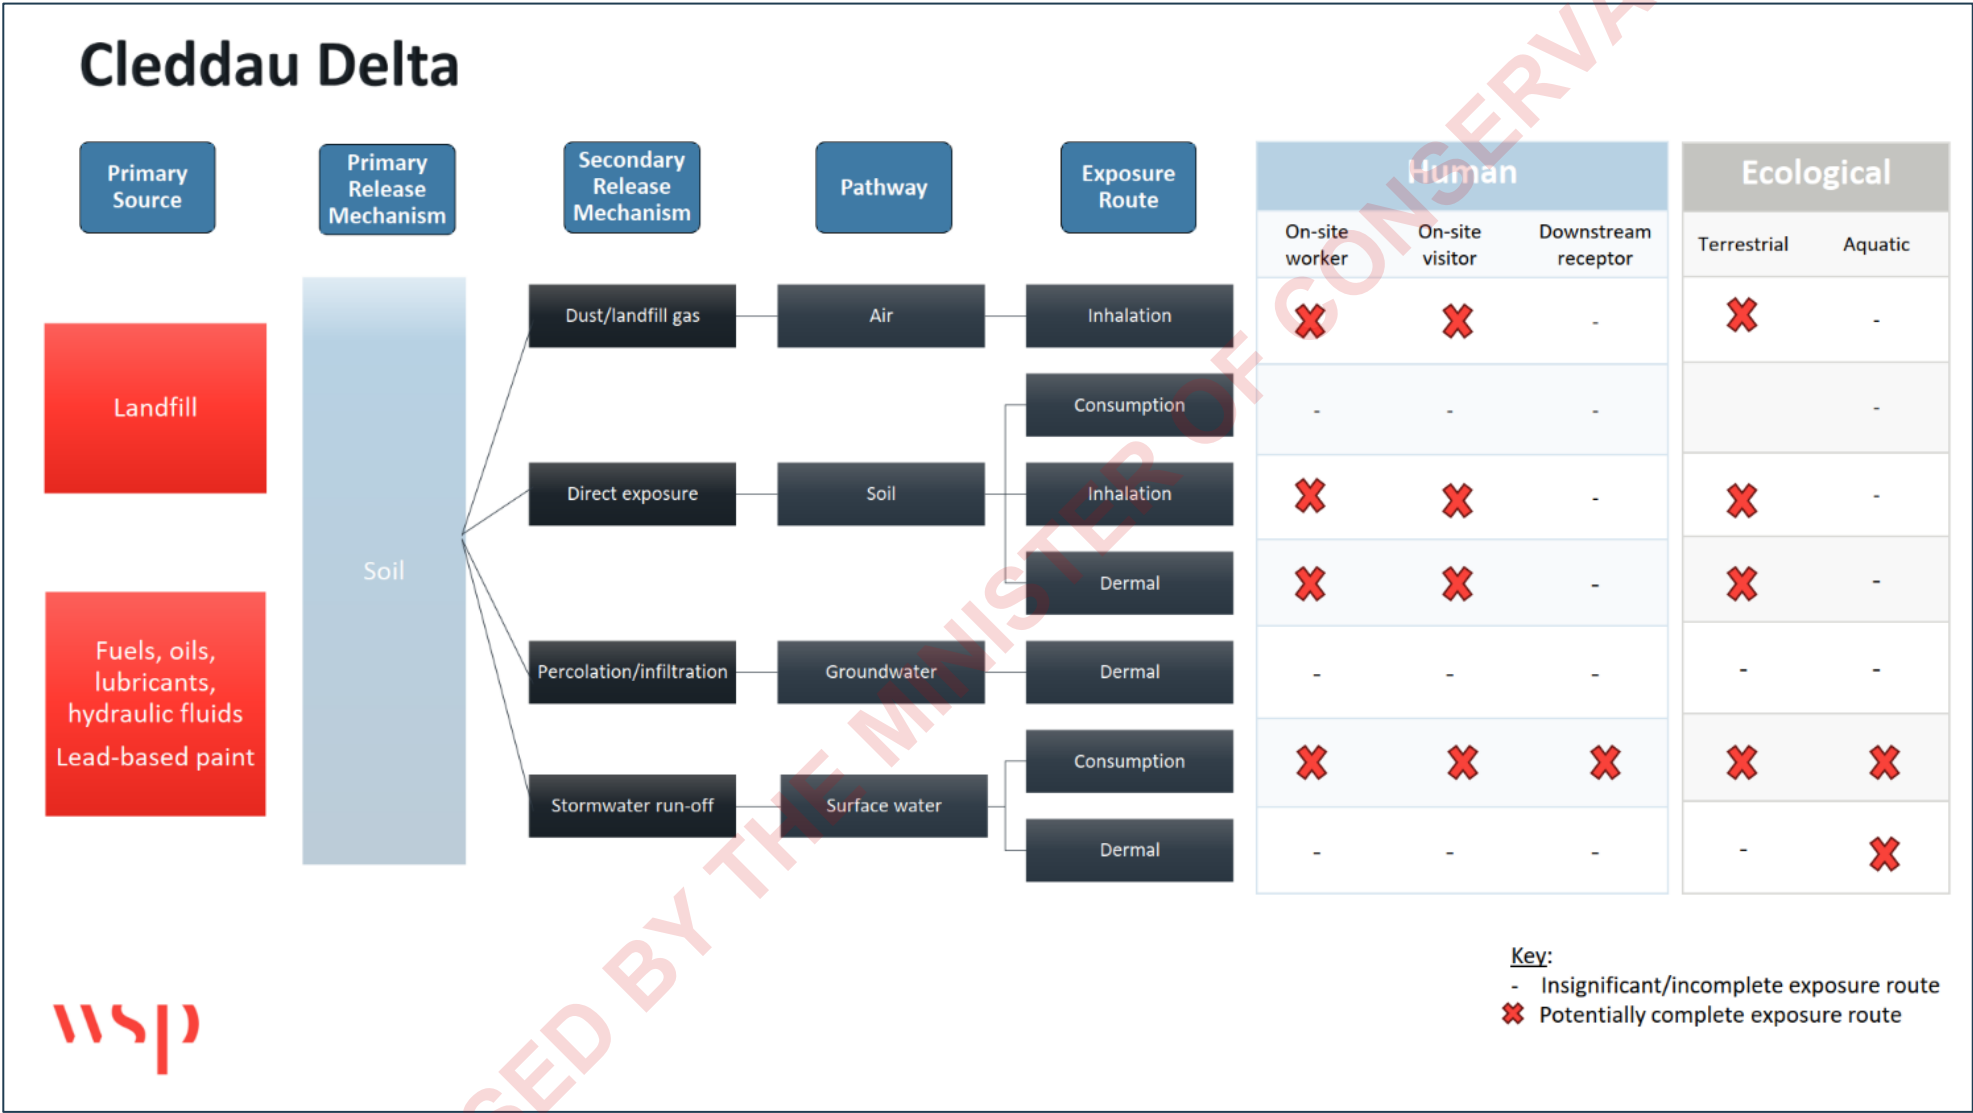 Cleddau Delta
Primary
Source
Primary
Release
Mechanism
Secondary
Release
Mechanism
Pathway
Exposure
Route
Human
Ecological
On-site
worker
On-site
visitor
Downstream
receptor
Terrestrial
Aquatic
Landfill
Fuels, oils,
lubricants,
hydraulic fluids
Lead-based paint
Soil
Dust/landfill gas
Air
Inhalation
-
-
Consumption
-
-
-
-
Direct exposure
Soil
Inhalation
-
-
Dermal
-
-
Percolation/infiltration
Groundwater
Dermal
-
-
-
-
-
Stormwater run-off
Surface water
Consumption
Dermal
-
-
-
-
Key:
- Insignificant/incomplete exposure route
Potentially complete exposure route
wsp
SED BY THE MINISTER OF CONSERVA